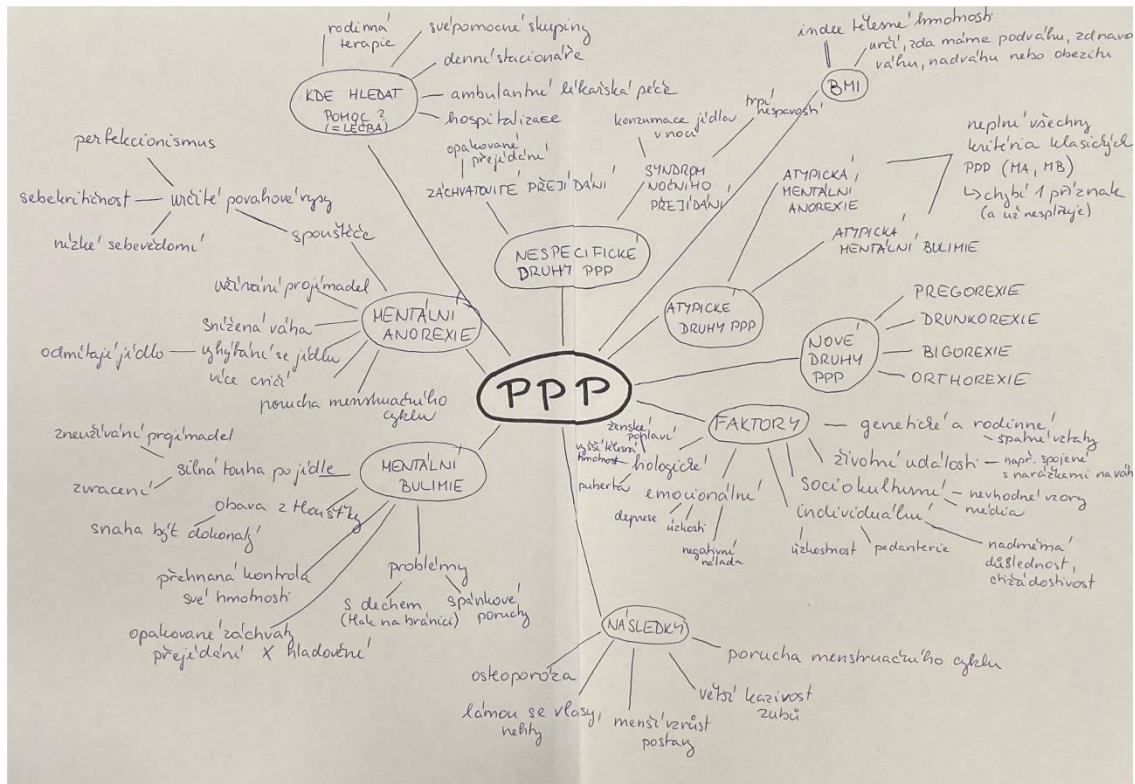 rodinná
terapie
svépomocné skupiny
denní stacionáře
ambulantní lékařská péče
hospitalizace
KDE HLEDAT
POMOC?
(=LÉČBA)
index tělesné hmotnosti
určí, zda máme podváhu, zdravou
váhu, nadváhu nebo obezitu
BMI
perfekcionismus
sebekritičnost
určité povahové rysy
nízké sebevědomí
spouštěče
opakované
přejídání
ZÁCHVATOVITÉ PŘEJÍDÁNÍ
konzumace jídla
v noci
trpí
nespavostí
SYNDROM
NOČNÍHO
PŘEJÍDÁNÍ
NESPECIFICKÉ
DRUHY PPP
ATYPICKÁ
MENTÁLNÍ
ANOREXIE
neplní všechny
kritéria klasických
PPP (MA, MB)
↳ chybí 1 příznak
(a už nesplňuje)
ATYPICKÁ
MENTÁLNÍ BULIMIE
ATYPICKÉ
DRUHY PPP
užívání projímadel
snížená váha
odmítají jídlo
vyhýbání se jídlu
více cvičí
porucha menstruačního
cyklu
MENTÁLNÍ
ANOREXIE
PPP
NOVÉ
DRUHY
PPP
PREGOREXIE
DRUNKOREXIE
BIGOREXIE
ORTHOREXIE
zneužívání projímadel
silná touha po jídle
zvracení
obava z tloušťky
snaha být dokonalý
přehnaná kontrola
své hmotnosti
opakované záchvaty
přejídání X hladovění
problémy
s dechem
(tlak na bránici)
spánkové
poruchy
MENTÁLNÍ
BULIMIE
FAKTORY
ženské
pohlaví
vyšší tělesná
hmotnost
puberta
biologické
emocionální
deprese
úzkosti
negativní
nálada
genetické a rodinné
špatné vztahy
životní události
např. spojené
s narážkami na váh
sociokulturní
nevhodné vzory
média
individuální
úzkostnost
pedanterie
nadměrná
důslednost,
ctižádostivost
NÁSLEDKY
osteoporóza
lámou se vlasy,
nehty
menší vzrůst
postavy
větší kazivost
zubů
porucha menstruačního cyklu